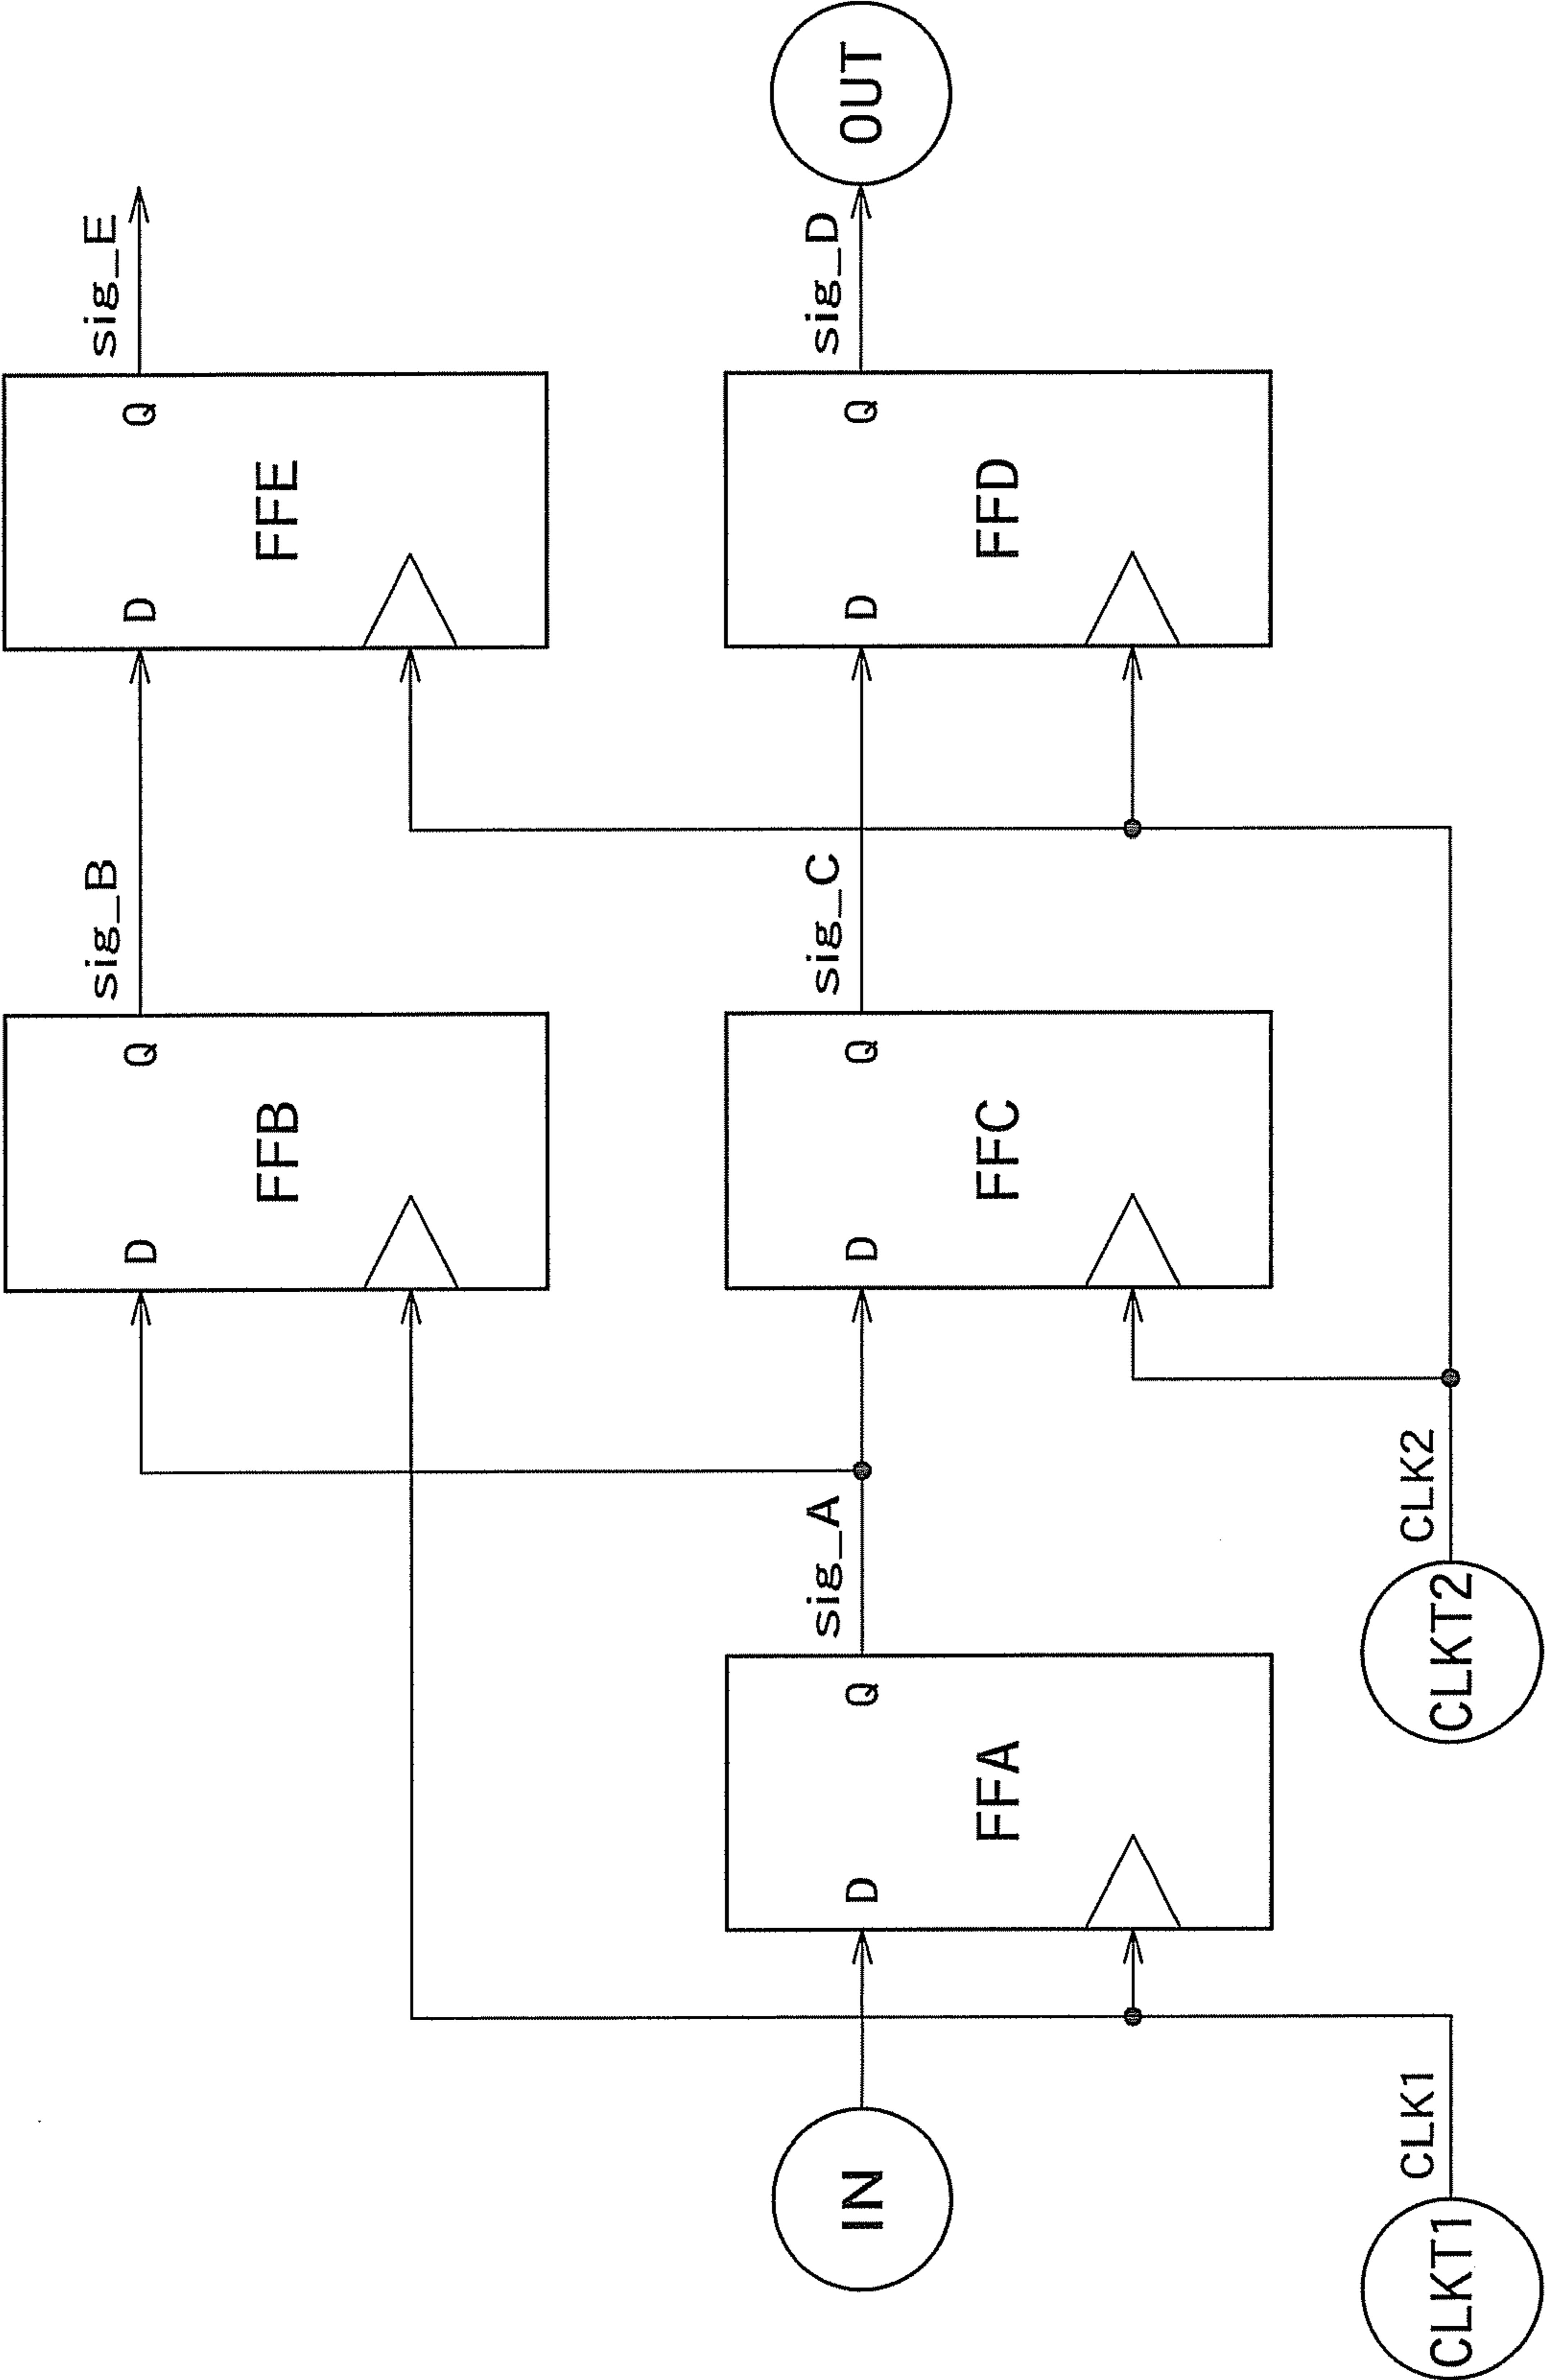 D
FFB
Q
sig_B
D
FFE
Q
sig_E
IN
D
FFA
Q
sig_A
D
FFC
Q
sig_C
D
FFD
Q
sig_D
OUT
CLKT1
CLK1
CLKT2
CLK2